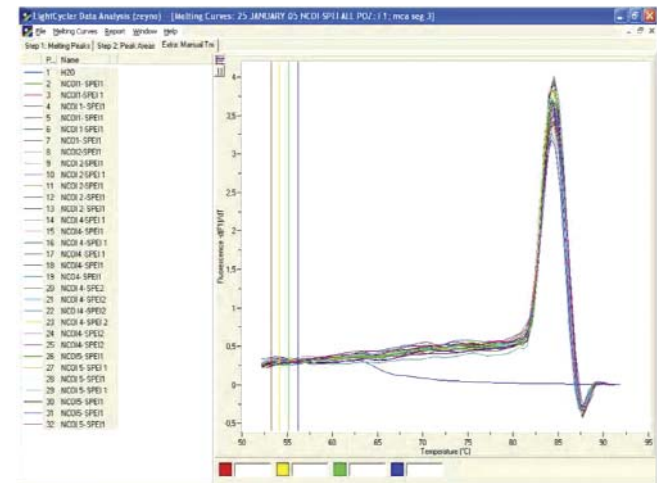 LightCycler Data Analysis (zeyno) [Melting Curves: 25 JANUARY 05 NCOI-SPEI ALL POZ.: F1; mca seg 3]
File Melting Curves Report Window Help
Step 1: Melting Peaks Step 2: Peak Areas Extra: Manual Tm
P... Name
1 H2O
2 NCOI1- SPEI1
3 NCOI1-SPEI 1
4 NCOI 1- SPEI1
5 NCOI1- SPEI1
6 NCOI 1-SPEI1
7 NCO1- SPEI1
8 NCOI2-SPEI1
9 NCOI 2-SPEI1
10 NCOI 2-SPEI 1
11 NCOI 2-SPEI1
12 NCOI 2 -SPEI1
13 NCOI 2- SPEI1
14 NCOI 4-SPEI 1
15 NCOI4- SPEI1
16 NCOI 4- SPEI 1
17 NCOI4 -SPEI 1
18 NCOI4- SPEI1
19 NCO4- SPEI1
20 NCOI 4- SPE2
21 NCOI 4- SPEI2
22 NCO I4- SPEI2
23 NCOI 4- SPEI 2
24 NCOI4- SPEI2
25 NCOI4- SPEI2
26 NCOI5- SPEI1
27 NCOI 5- SPEI 1
28 NCOI 5- SPEI1
29 NCOI 5- SPEI 1
30 NCOI5- SPEI1
31 NCOI5- SPEI1
32 NCOI 5- SPEI1
Fluorescence -d(F1)/dT
4
3,5
3
2,5
2
1,5
1
0,5
0
-0,5
50 55 60 65 70 75 80 85 90 95
Temperature (°C)